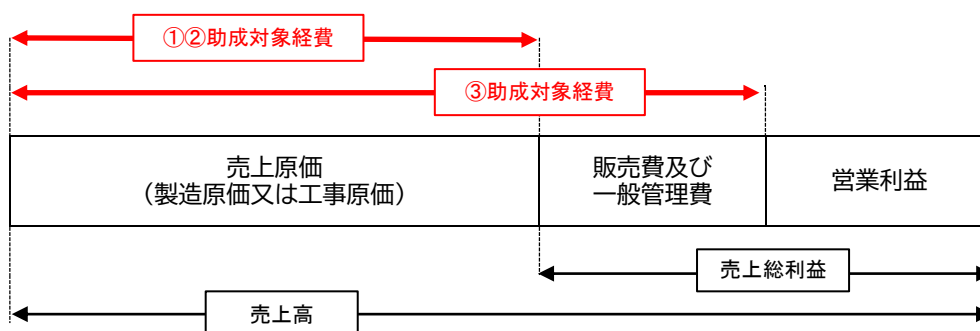 ①②助成対象経費
③助成対象経費
売上原価
（製造原価又は工事原価）
販売費及び
一般管理費
営業利益
売上総利益
売上高